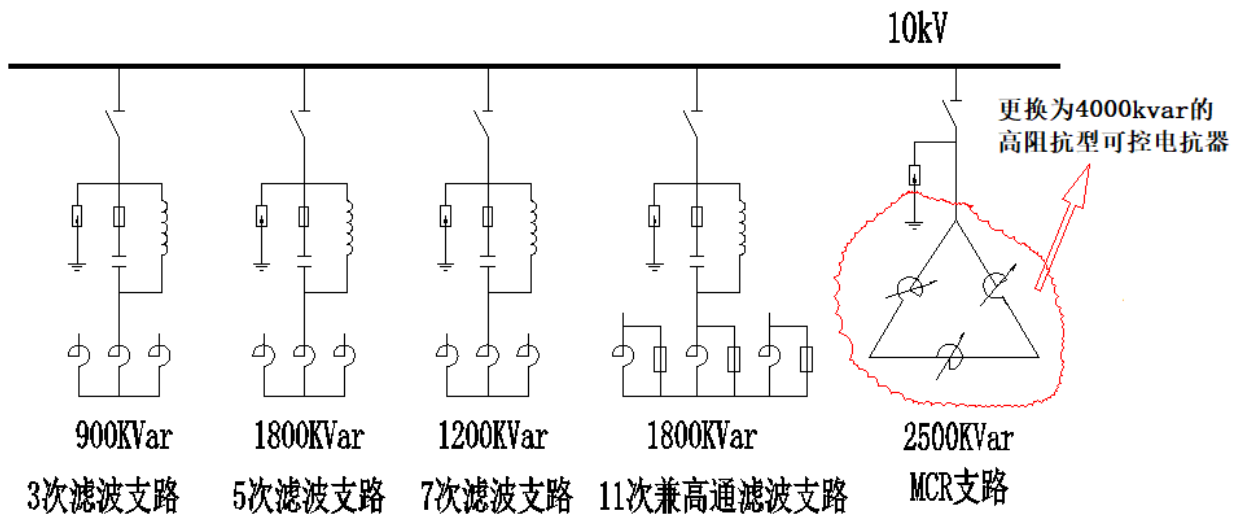 10kV
更换为4000kvar的
高阻抗型可控电抗器
900KVar
1800KVar
1200KVar
1800KVar
2500KVar
3次滤波支路
5次滤波支路
7次滤波支路
11次兼高通滤波支路
MCR支路